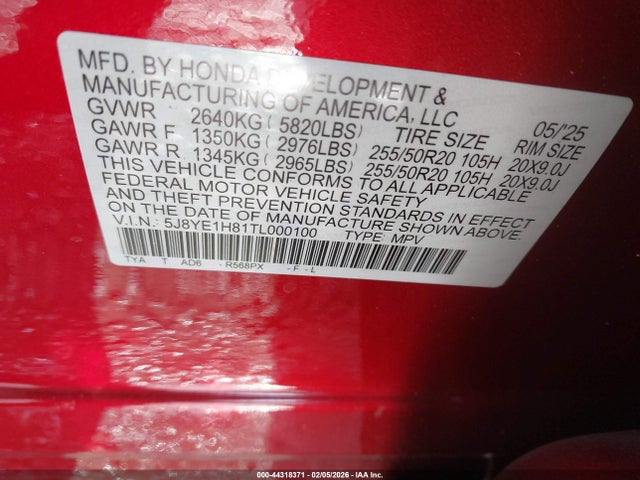 MFD. BY HONDA DEVELOPMENT &
MANUFACTURING OF AMERICA, LLC 05/'25
GVWR 2640KG ( 5820LBS) TIRE SIZE RIM SIZE
GAWR F 1350KG ( 2976LBS) 255/50R20 105H 20X9.0J
GAWR R 1345KG ( 2965LBS) 255/50R20 105H 20X9.0J
THIS VEHICLE CONFORMS TO ALL APPLICABLE
FEDERAL MOTOR VEHICLE SAFETY
AND THEFT PREVENTION STANDARDS IN EFFECT
ON THE DATE OF MANUFACTURE SHOWN ABOVE.
V.I.N.: 5J8YE1H81TL000100 TYPE: MPV
TYA T AD6 - R568PX - F - L
000-44318371 - 02/05/2026 - IAA Inc.